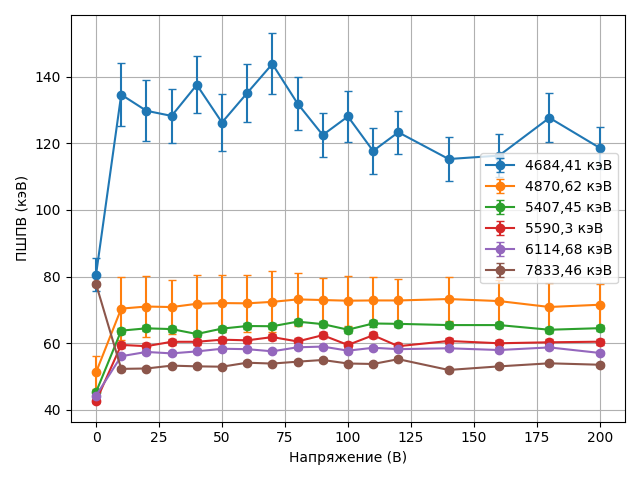 ПШПВ (кэВ)
140
120
100
80
60
40
4684,41 кэВ
4870,62 кэВ
5407,45 кэВ
5590,3 кэВ
6114,68 кэВ
7833,46 кэВ
0 25 50 75 100 125 150 175 200
Напряжение (В)